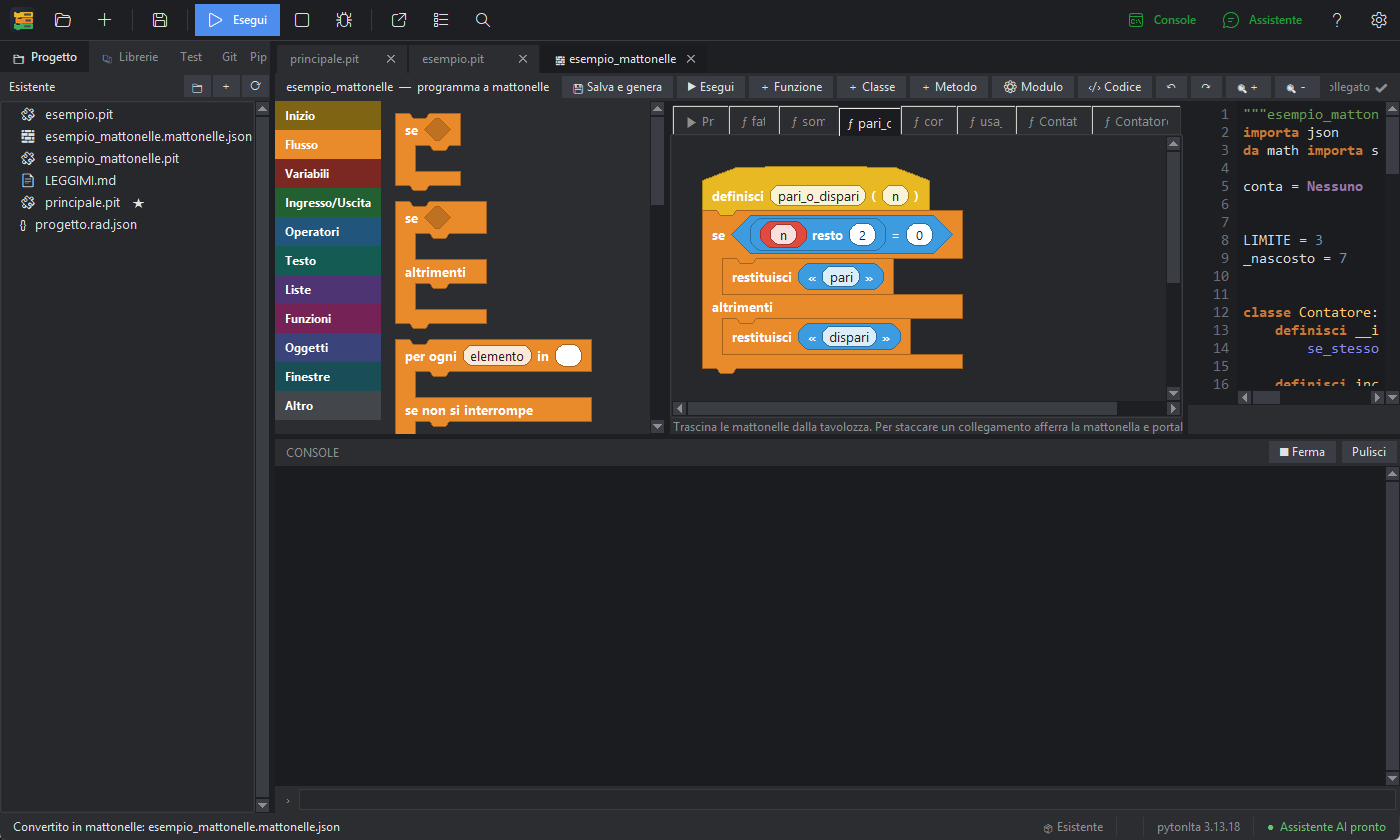 Esegui
Console
Assistente
?
Progetto
Librerie
Test
Git
Pip
principale.pit
esempio.pit
esempio_mattonelle
Esistente
esempio_mattonelle — programma a mattonelle
Salva e genera
Esegui
+ Funzione
+ Classe
+ Metodo
Modulo
</> Codice
+
-
ollegato
esempio.pit
esempio_mattonelle.mattonelle.json
esempio_mattonelle.pit
LEGGIMI.md
principale.pit ★
{} progetto.rad.json
Inizio
Flusso
Variabili
Ingresso/Uscita
Operatori
Testo
Liste
Funzioni
Oggetti
Finestre
Altro
se
se
altrimenti
per ogni elemento in
se non si interrompe
▶ Pr
ƒ fat
ƒ som
ƒ pari_c
ƒ cor
ƒ usa_
ƒ Contat
ƒ Contatore
definisci pari_o_dispari ( n )
se n resto 2 = 0
restituisci « pari »
altrimenti
restituisci « dispari »
Trascina le mattonelle dalla tavolozza. Per staccare un collegamento afferra la mattonella e portal
1 """esempio_matton
2 importa json
3 da math importa s
4
5 conta = Nessuno
6
7
8 LIMITE = 3
9 _nascosto = 7
10
11
12 classe Contatore:
13 definisci __i
14 se_stesso
15
16 definisci inc
CONSOLE
Ferma
Pulisci
›
Convertito in mattonelle: esempio_mattonelle.mattonelle.json
Esistente
pytonIta 3.13.18
● Assistente AI pronto